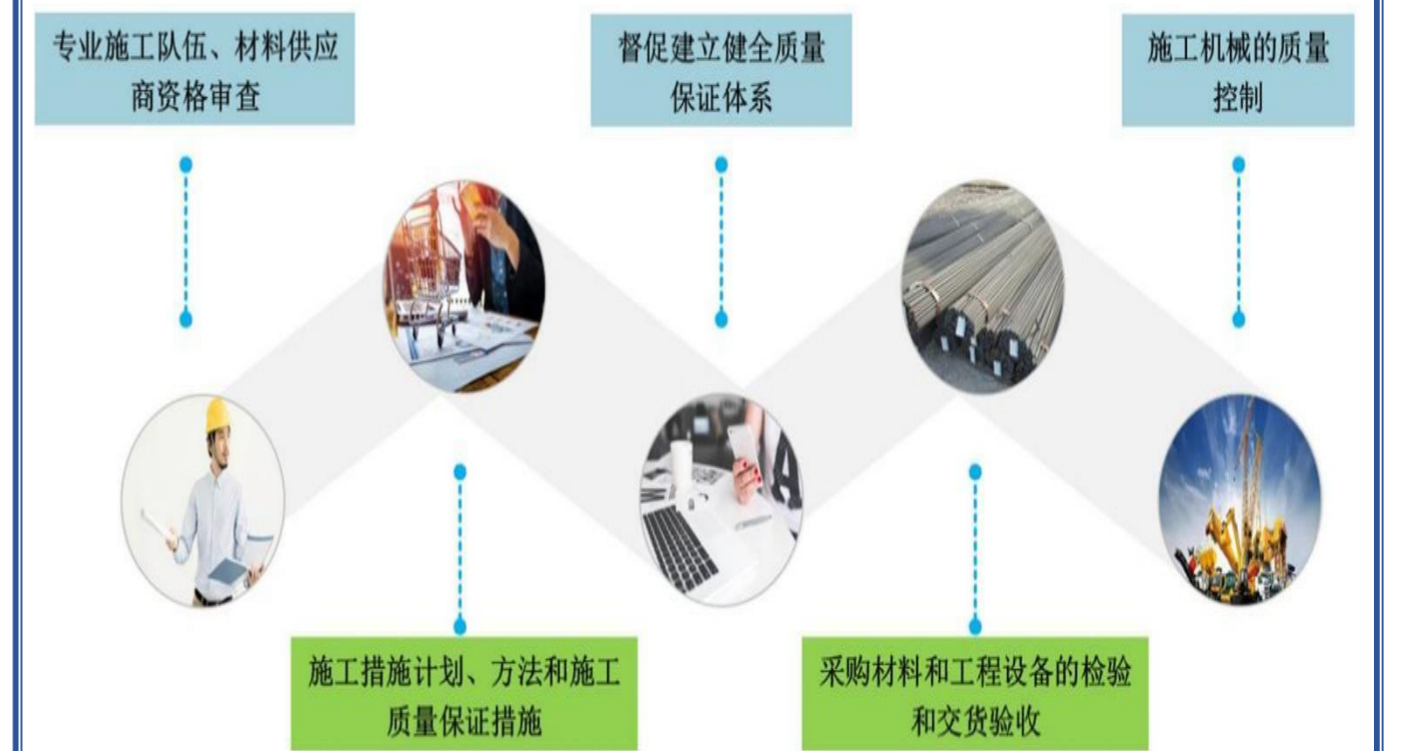 专业施工队伍、材料供应
商资格审查
督促建立健全质量
保证体系
施工机械的质量
控制
施工措施计划、方法和施工
质量保证措施
采购材料和工程设备的检验
和交货验收